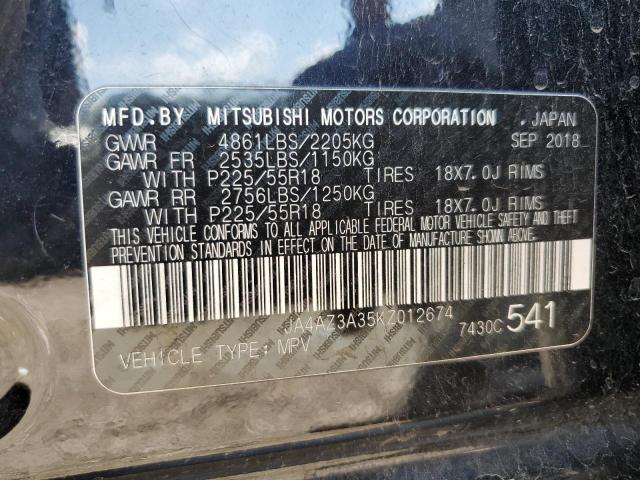 MFD.BY MITSUBISHI MOTORS CORPORATION , JAPAN
GVWR 4861LBS/2205KG SEP 2018
GAWR FR 2535LBS/1150KG
WITH P225/55R18 TIRES 18X7.0J RIMS
GAWR RR 2756LBS/1250KG
WITH P225/55R18 TIRES 18X7.0J RIMS
THIS VEHICLE CONFORMS TO ALL APPLICABLE FEDERAL MOTOR VEHICLE SAFETY AND THEFT
PREVENTION STANDARDS IN EFFECT ON THE DATE OF MANUFACTURE SHOWN ABOVE.
JA4AZ3A35KZ012674 7430C 541
VEHICLE TYPE: MPV